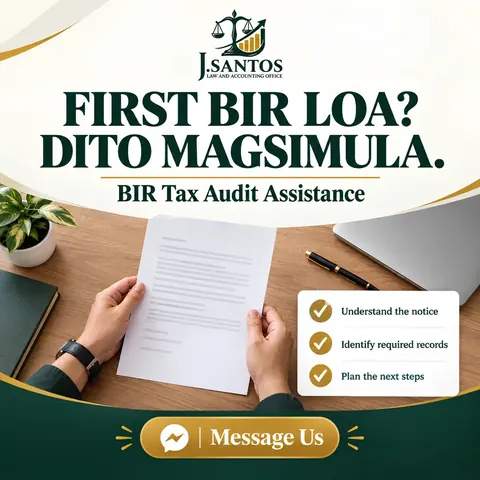 J.SANTOS
LAW AND ACCOUNTING OFFICE
FIRST BIR LOA?
DITO MAGSIMULA.
BIR Tax Audit Assistance
Understand the notice
Identify required records
Plan the next steps
Message Us